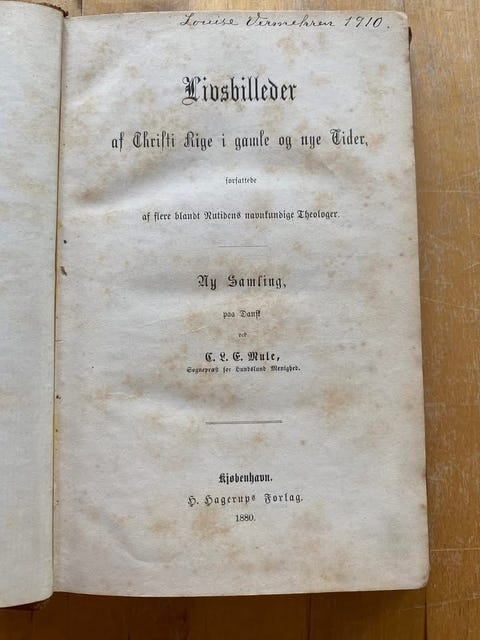 Louise Vermehren 1910.
Livsbilleder
af Christi Rige i gamle og nye Tider,
forfattede
af flere blandt Nutidens navnkundige Theologer.
Ny Samling,
paa Dansk
ved
C. L. E. Mule,
Sognepræst for Lundslund Menighed.
Kjøbenhavn.
H. Hagerups Forlag.
1880.